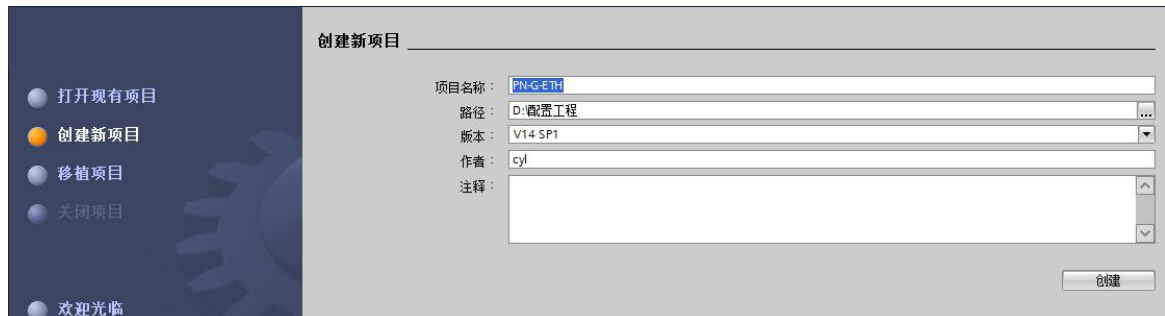 创建新项目
打开现有项目
创建新项目
移植项目
关闭项目
欢迎光临
项目名称： PN-G-ETH
路径： D:\配置工程
版本： V14 SP1
作者： cyl
注释：
创建